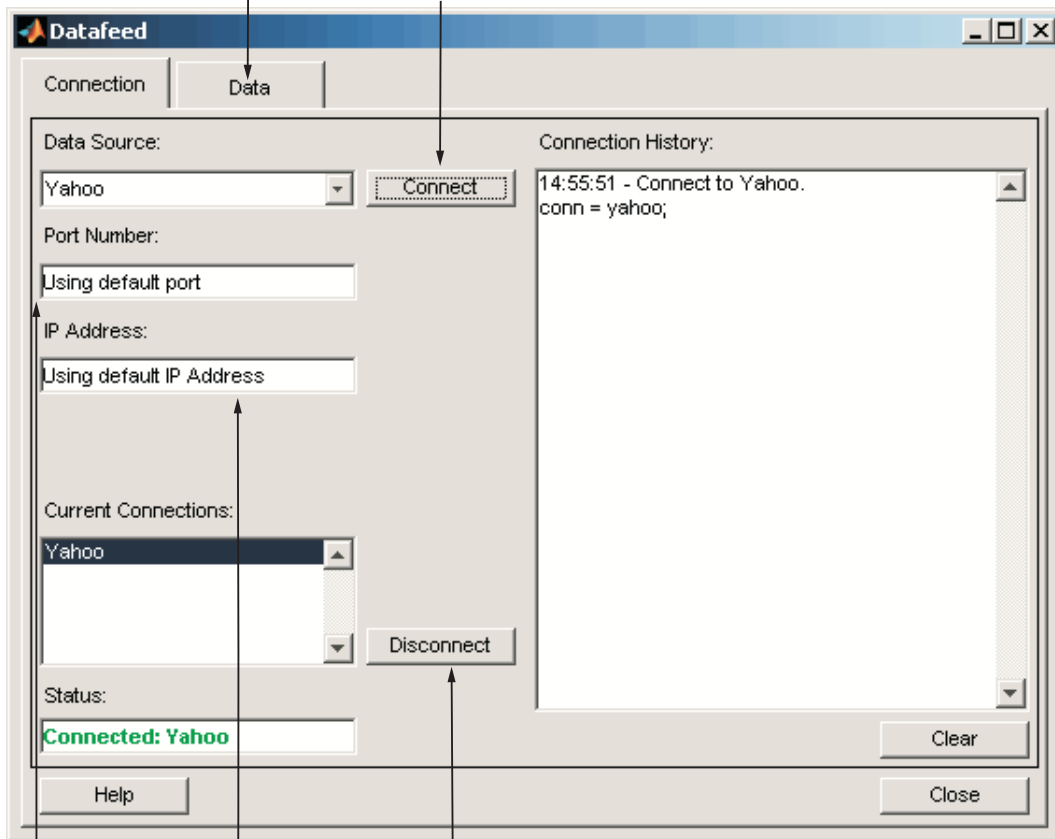 Datafeed
Connection
Data
Data Source:
Yahoo
Connect
Port Number:
Using default port
IP Address:
Using default IP Address
Current Connections:
Yahoo
Disconnect
Status:
Connected: Yahoo
Connection History:
14:55:51 - Connect to Yahoo.
conn = yahoo;
Clear
Help
Close